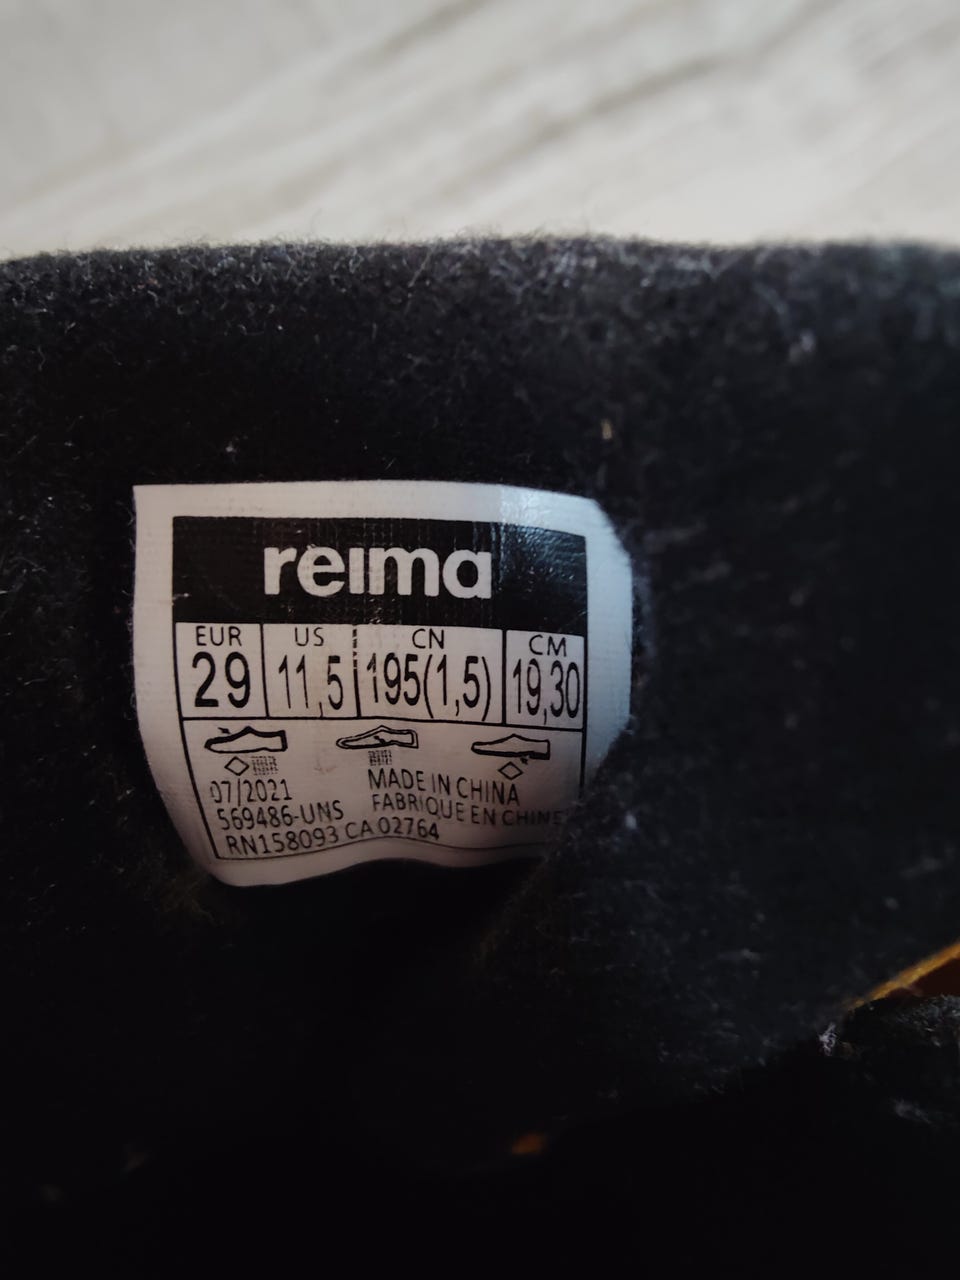 reima
EUR US CN CM
29 11,5 195(1,5) 19,30
07/2021 MADE IN CHINA
569486-UNS FABRIQUE EN CHINE
RN158093 CA 02764